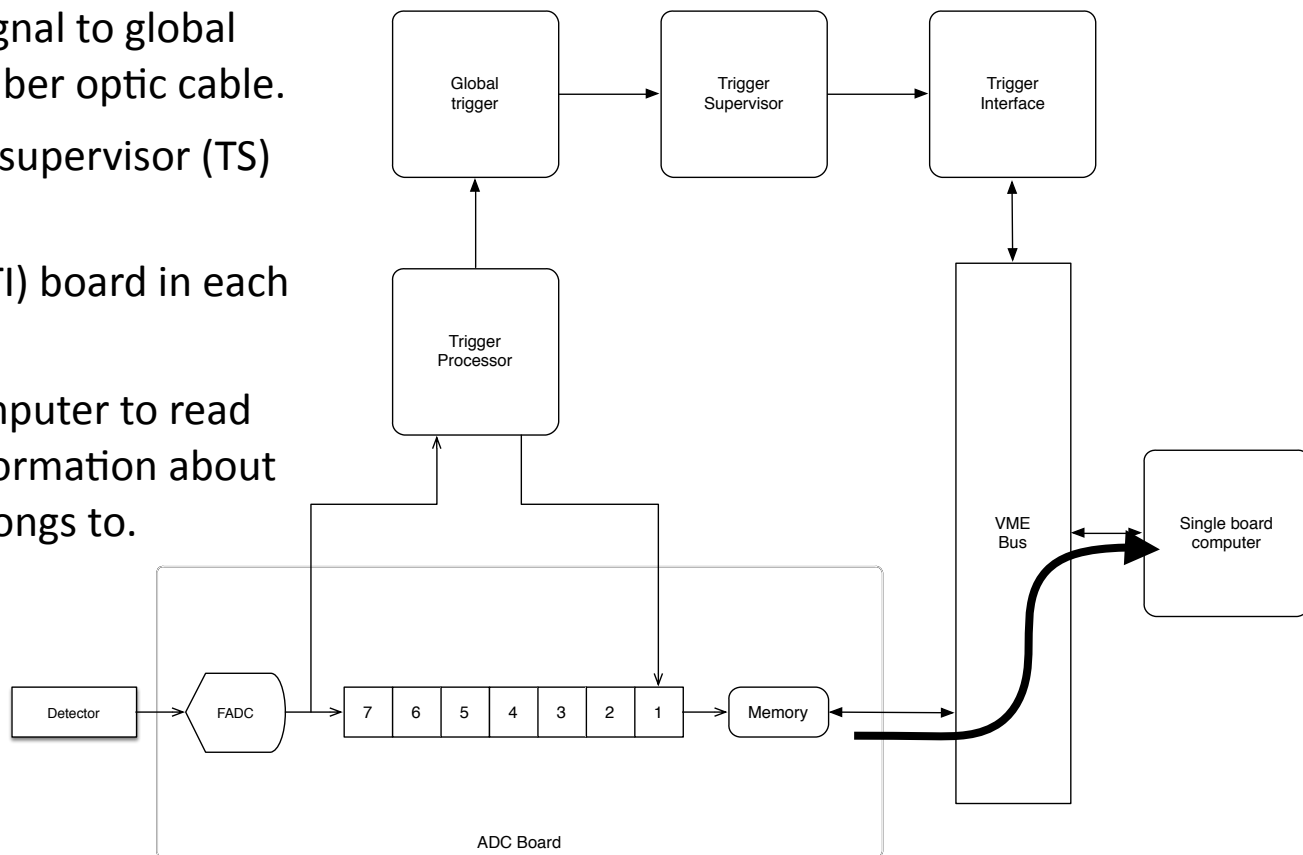 gnal to global
ber optic cable.
supervisor (TS)
TI) board in each
mputer to read
ormation about
ongs to.
Global
trigger
Trigger
Supervisor
Trigger
Interface
Trigger
Processor
VME
Bus
Single board
computer
Detector
FADC
7 6 5 4 3 2 1
Memory
ADC Board